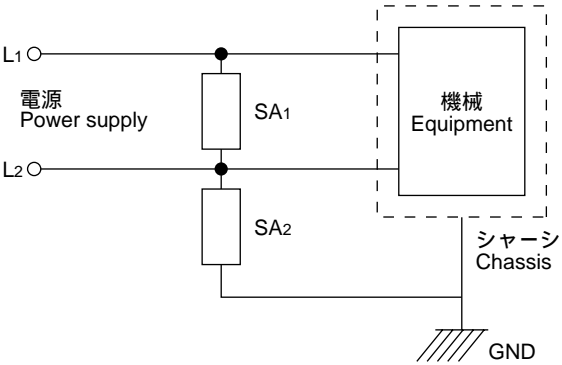 L1
電源
Power supply
SA1
機械
Equipment
L2
SA2
シャーシ
Chassis
GND